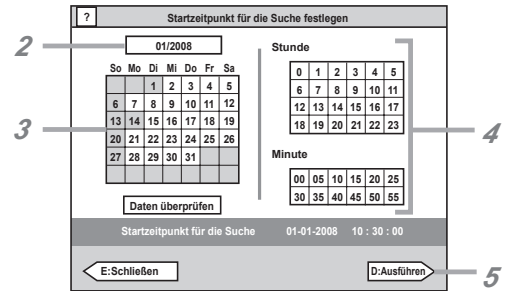 ? Startzeitpunkt für die Suche festlegen
2 01/2008 Stunde
So Mo Di Mi Do Fr Sa
1 2 3 4 5
6 7 8 9 10 11 12
13 14 15 16 17 18 19
20 21 22 23 24 25 26
27 28 29 30 31
3
Daten überprüfen
0 1 2 3 4 5
6 7 8 9 10 11
12 13 14 15 16 17
18 19 20 21 22 23
Minute
00 05 10 15 20 25
30 35 40 45 50 55
4
Startzeitpunkt für die Suche 01-01-2008 10 : 30 : 00
E:Schließen D:Ausführen 5